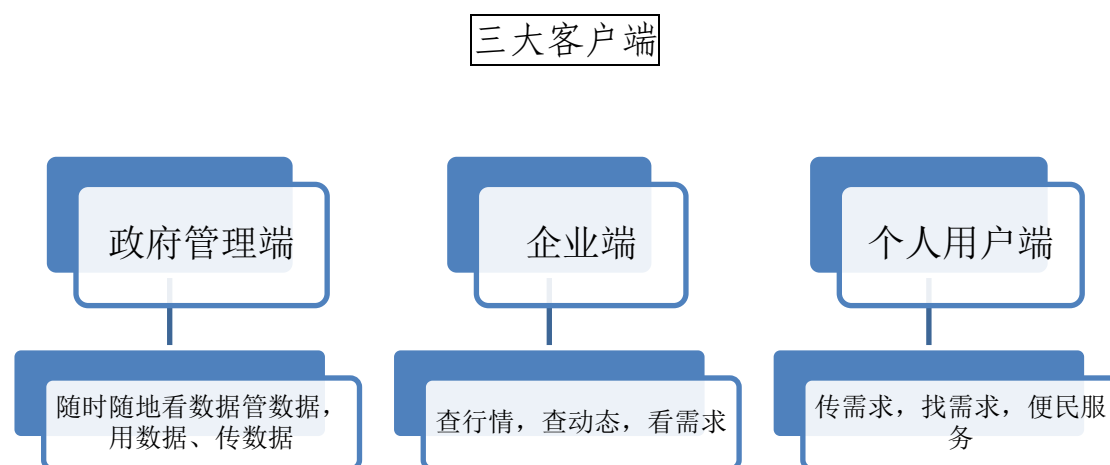 三大客户端
政府管理端
企业端
个人用户端
随时随地看数据管数据，
用数据、传数据
查行情，查动态，看需求
传需求，找需求，便民服
务